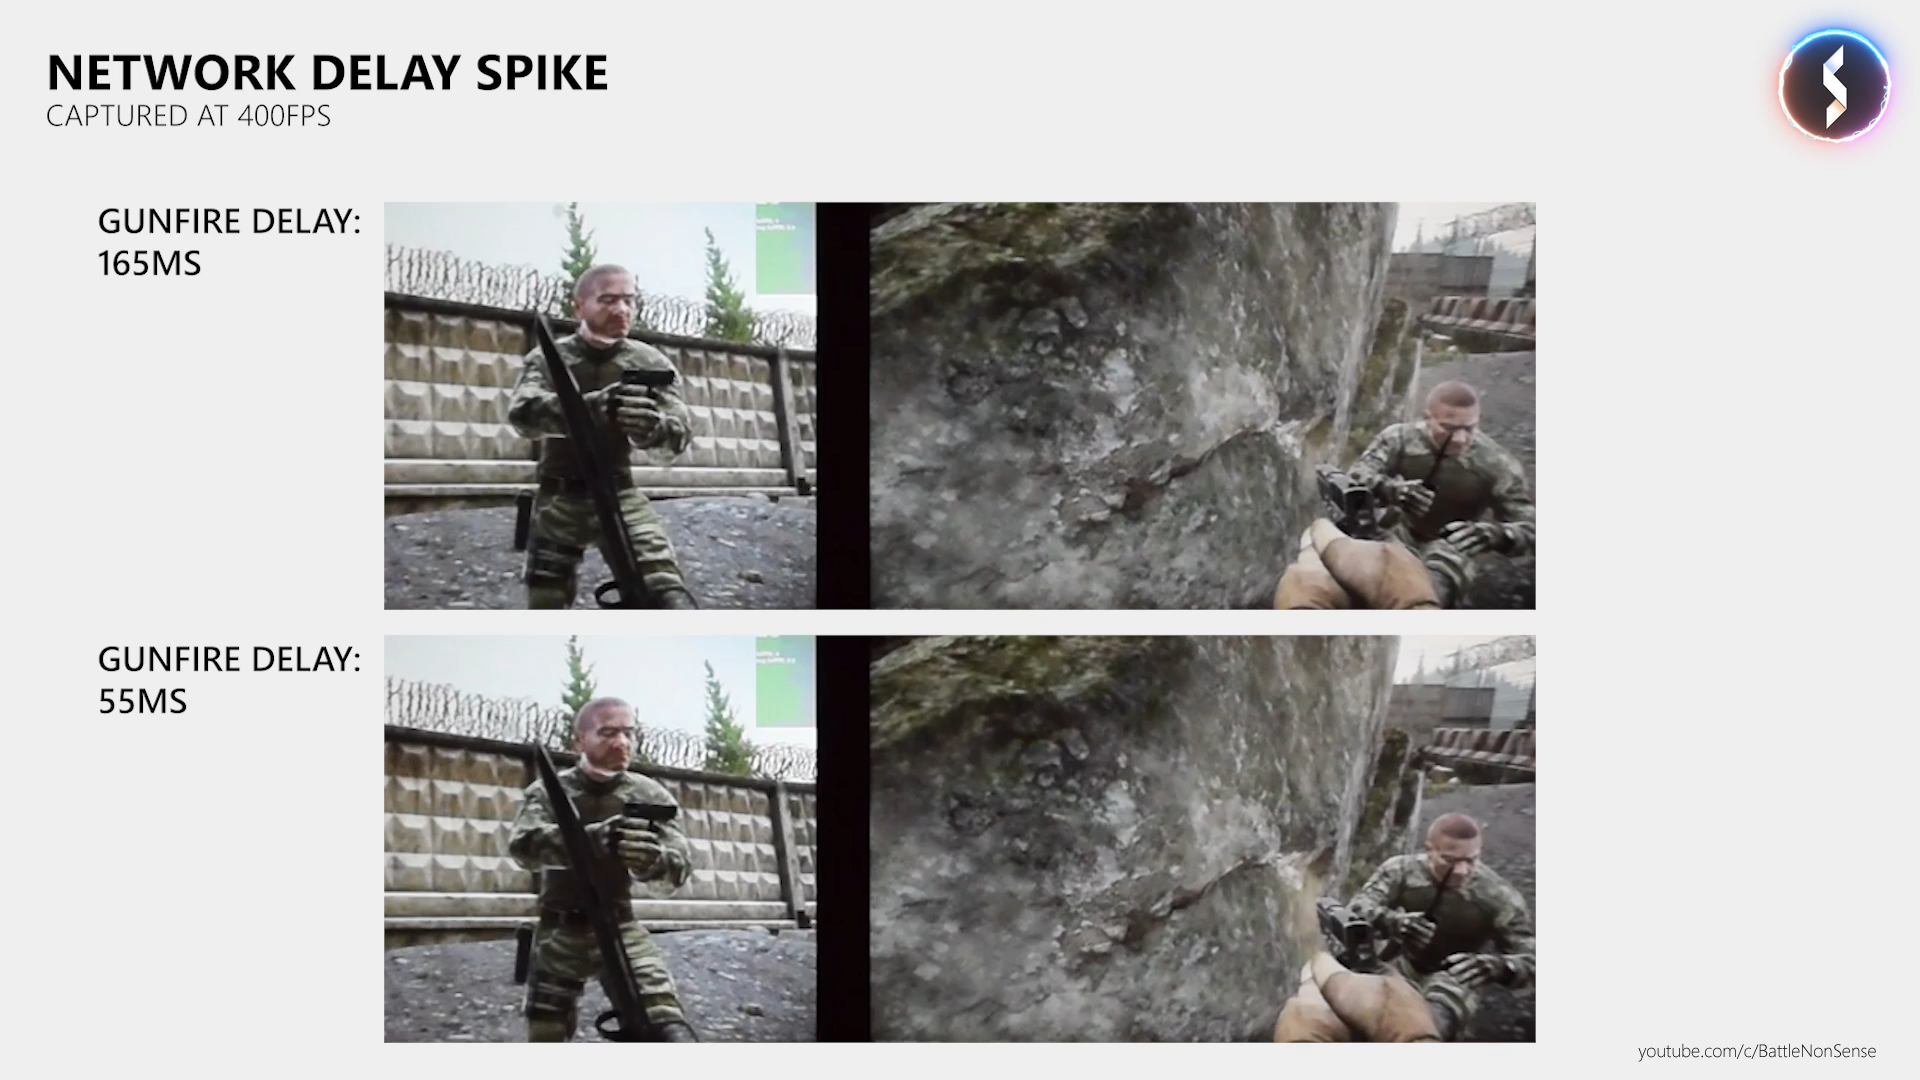 NETWORK DELAY SPIKE
CAPTURED AT 400FPS
GUNFIRE DELAY:
165MS
GUNFIRE DELAY:
55MS
youtube.com/c/BattleNonSense